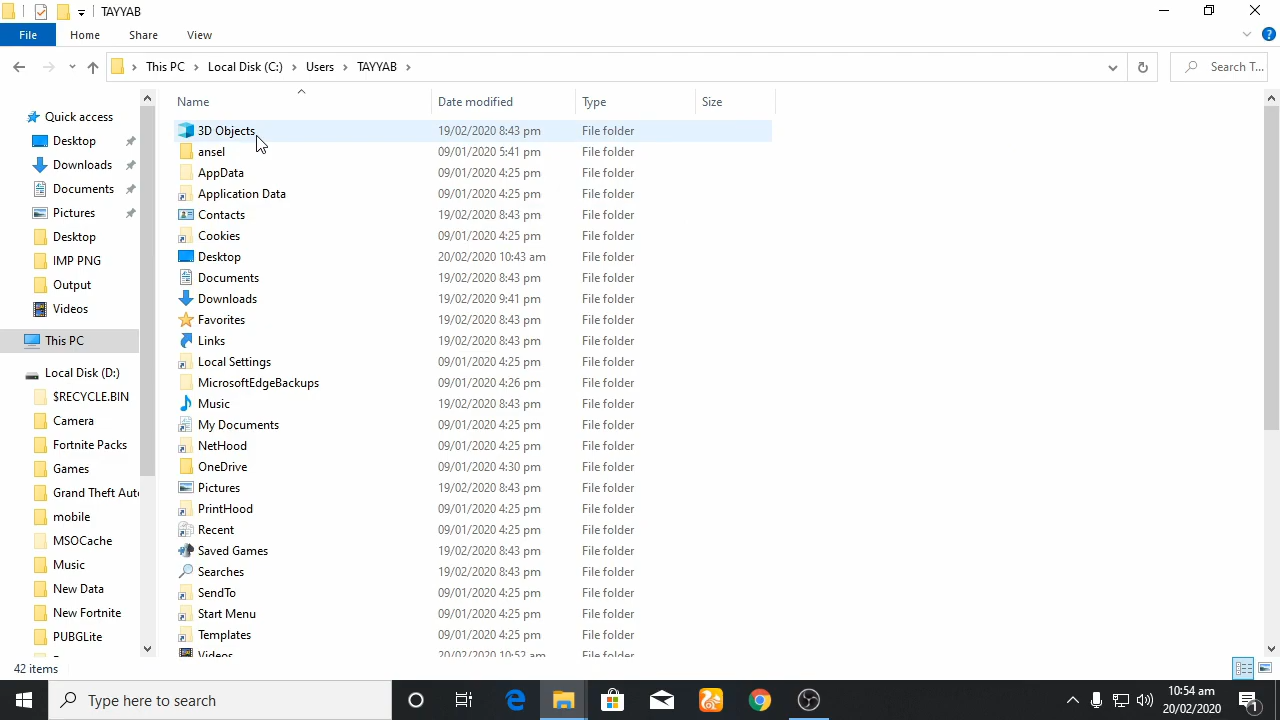 TAYYAB
File Home Share View
This PC Local Disk (C:) Users TAYYAB
Search T...
Name Date modified Type Size
Quick access
Desktop
Downloads
Documents
Pictures
Desktop
IMP PNG
Output
Videos
This PC
Local Disk (D:)
$RECYCLE.BIN
Camera
Fortnite Packs
Games
Grand Theft Aut
mobile
MSOCache
Music
New Data
New Fortnite
PUBGLite
3D Objects 19/02/2020 8:43 pm File folder
ansel 09/01/2020 5:41 pm File folder
AppData 09/01/2020 4:25 pm File folder
Application Data 09/01/2020 4:25 pm File folder
Contacts 19/02/2020 8:43 pm File folder
Cookies 09/01/2020 4:25 pm File folder
Desktop 20/02/2020 10:43 am File folder
Documents 19/02/2020 8:43 pm File folder
Downloads 19/02/2020 9:41 pm File folder
Favorites 19/02/2020 8:43 pm File folder
Links 19/02/2020 8:43 pm File folder
Local Settings 09/01/2020 4:25 pm File folder
MicrosoftEdgeBackups 09/01/2020 4:26 pm File folder
Music 19/02/2020 8:43 pm File folder
My Documents 09/01/2020 4:25 pm File folder
NetHood 09/01/2020 4:25 pm File folder
OneDrive 09/01/2020 4:30 pm File folder
Pictures 19/02/2020 8:43 pm File folder
PrintHood 09/01/2020 4:25 pm File folder
Recent 09/01/2020 4:25 pm File folder
Saved Games 19/02/2020 8:43 pm File folder
Searches 19/02/2020 8:43 pm File folder
SendTo 09/01/2020 4:25 pm File folder
Start Menu 09/01/2020 4:25 pm File folder
Templates 09/01/2020 4:25 pm File folder
Videos 20/02/2020 10:52 am File folder
42 items
Type here to search
10:54 am
20/02/2020
1